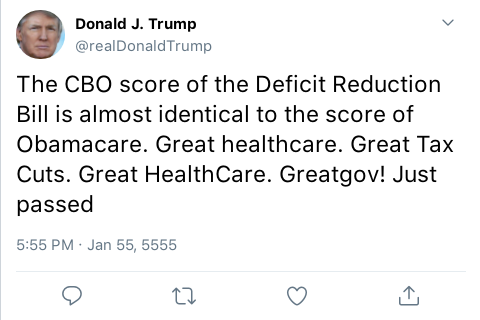 Donald J. Trump
@realDonaldTrump
The CBO score of the Deficit Reduction
Bill is almost identical to the score of
Obamacare. Great healthcare. Great Tax
Cuts. Great HealthCare. Greatgov! Just
passed
5:55 PM · Jan 55, 5555